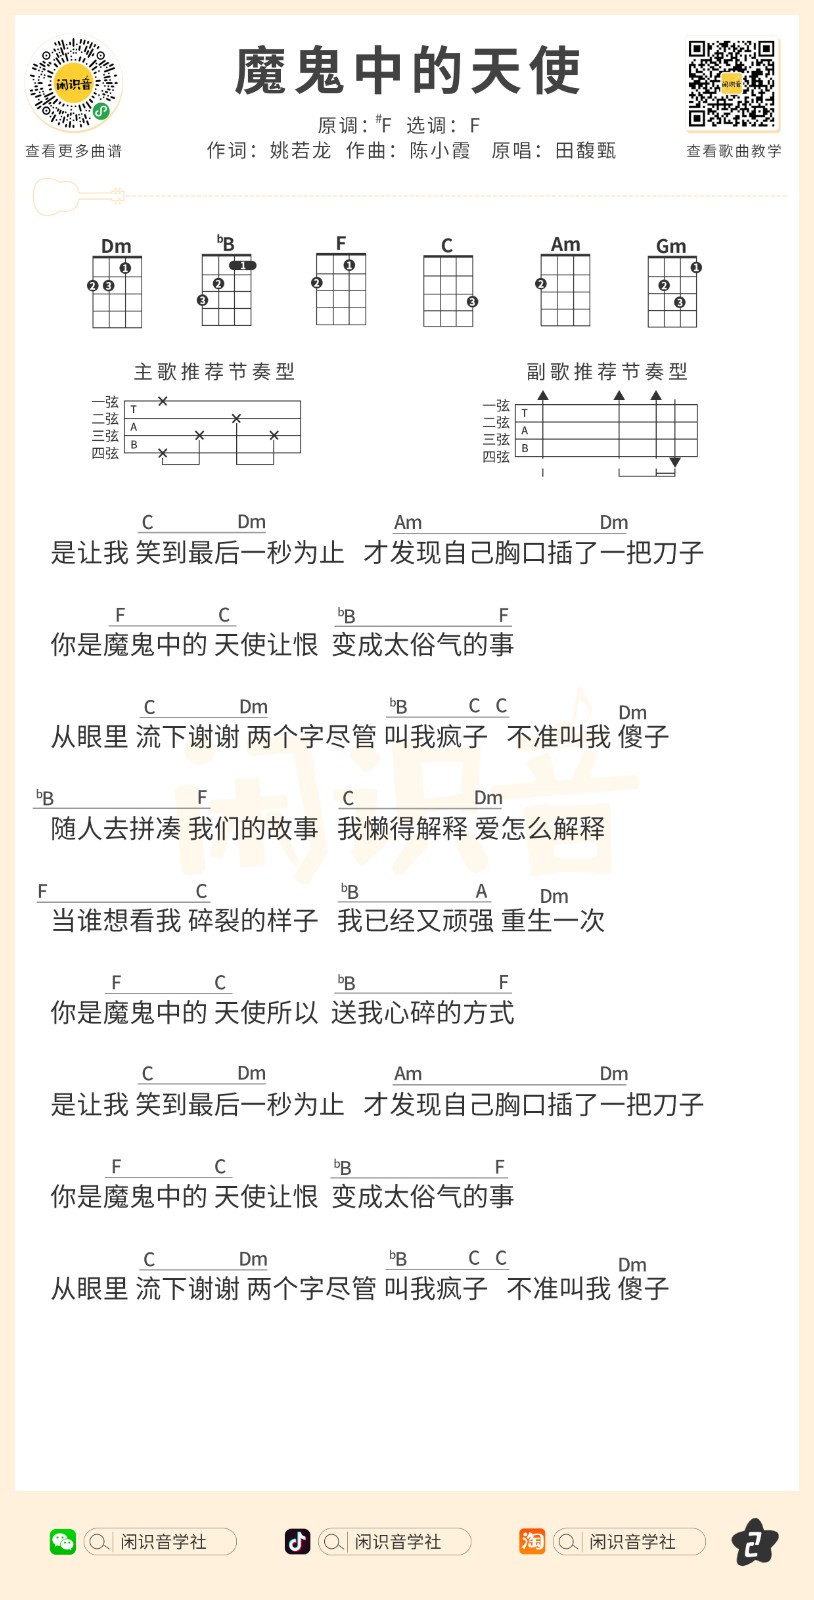 闲识音
查看更多曲谱
魔鬼中的天使
原调：#F 选调：F
作词：姚若龙 作曲：陈小霞 原唱：田馥甄
闲识音
查看歌曲教学
Dm bB F C Am Gm
1 2 3
1 2 3
1 2
3
2
1 2 3
主歌推荐节奏型
一弦
二弦
三弦
四弦
T
A
B
副歌推荐节奏型
一弦
二弦
三弦
四弦
T
A
B
C Dm Am Dm
是让我 笑到最后一秒为止 才发现自己胸口插了一把刀子
F C bB F
你是魔鬼中的 天使让恨 变成太俗气的事
C Dm bB C C Dm
从眼里 流下谢谢 两个字尽管 叫我疯子 不准叫我 傻子
bB F C Dm
随人去拼凑 我们的故事 我懒得解释 爱怎么解释
F C bB A Dm
当谁想看我 碎裂的样子 我已经又顽强 重生一次
F C bB F
你是魔鬼中的 天使所以 送我心碎的方式
C Dm Am Dm
是让我 笑到最后一秒为止 才发现自己胸口插了一把刀子
F C bB F
你是魔鬼中的 天使让恨 变成太俗气的事
C Dm bB C C Dm
从眼里 流下谢谢 两个字尽管 叫我疯子 不准叫我 傻子
闲识音
闲识音学社
闲识音学社
淘 闲识音学社
2